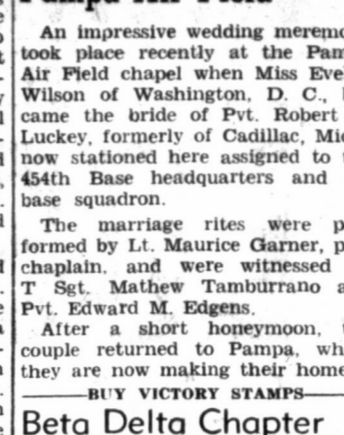 Pampa Air Field
An impressive wedding meremo
took place recently at the Pam
Air Field chapel when Miss Eve
Wilson of Washington, D. C.,
came the bride of Pvt. Robert
Luckey, formerly of Cadillac, Mic
now stationed here assigned to
454th Base headquarters and
base squadron.
The marriage rites were p
formed by Lt. Maurice Garner, p
chaplain, and were witnessed
T Sgt. Mathew Tamburrano a
Pvt. Edward M. Edgens.
After a short honeymoon,
couple returned to Pampa, wh
they are now making their home
BUY VICTORY STAMPS
Beta Delta Chapter